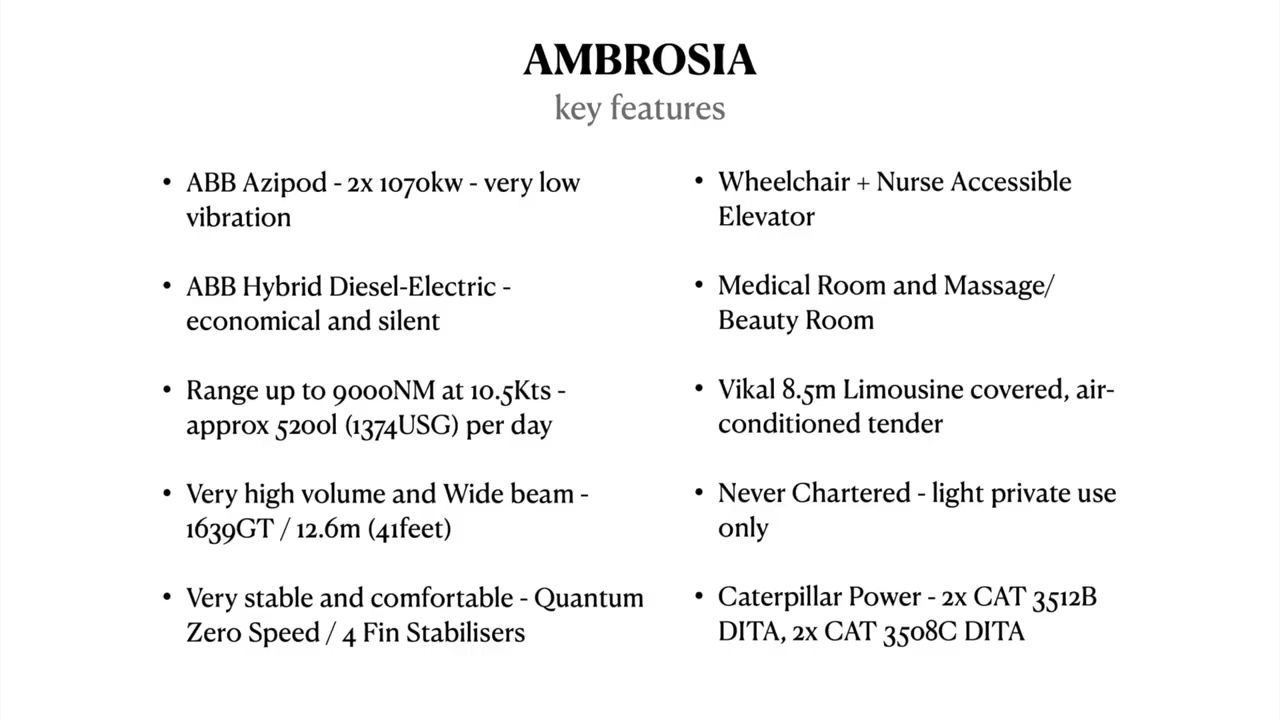 AMBROSIA
key features
• ABB Azipod - 2x 1070kw - very low
vibration
• ABB Hybrid Diesel-Electric -
economical and silent
• Range up to 9000NM at 10.5Kts -
approx 5200l (1374USG) per day
• Very high volume and Wide beam -
1639GT / 12.6m (41feet)
• Very stable and comfortable - Quantum
Zero Speed / 4 Fin Stabilisers
• Wheelchair + Nurse Accessible
Elevator
• Medical Room and Massage/
Beauty Room
• Vikal 8.5m Limousine covered, air-
conditioned tender
• Never Chartered - light private use
only
• Caterpillar Power - 2x CAT 3512B
DITA, 2x CAT 3508C DITA